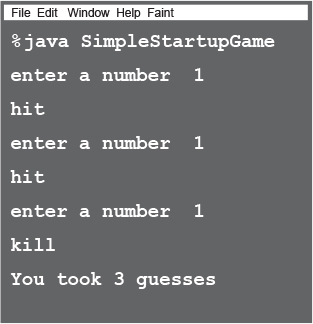 File Edit Window Help Faint
%java SimpleStartupGame
enter a number 1
hit
enter a number 1
hit
enter a number 1
kill
You took 3 guesses